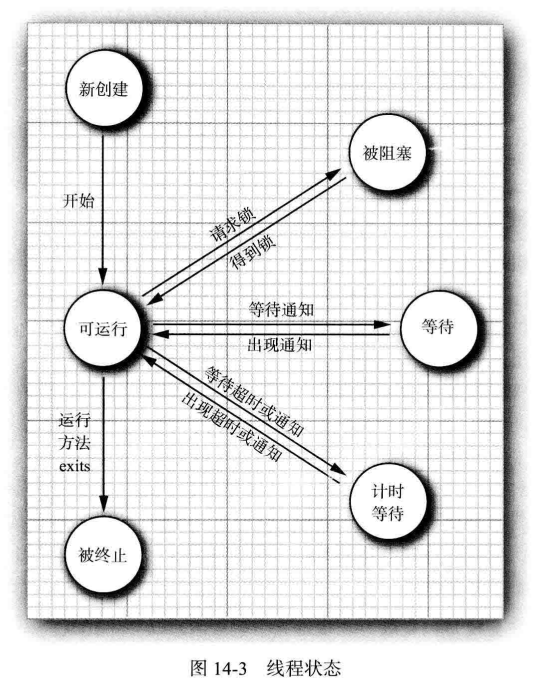 新创建
被阻塞
开始
请求锁
得到锁
等待通知
可运行
等待
出现通知
等待超时或通知
出现超时或通知
运行
方法
exits
计时
等待
被终止
图 14-3 线程状态